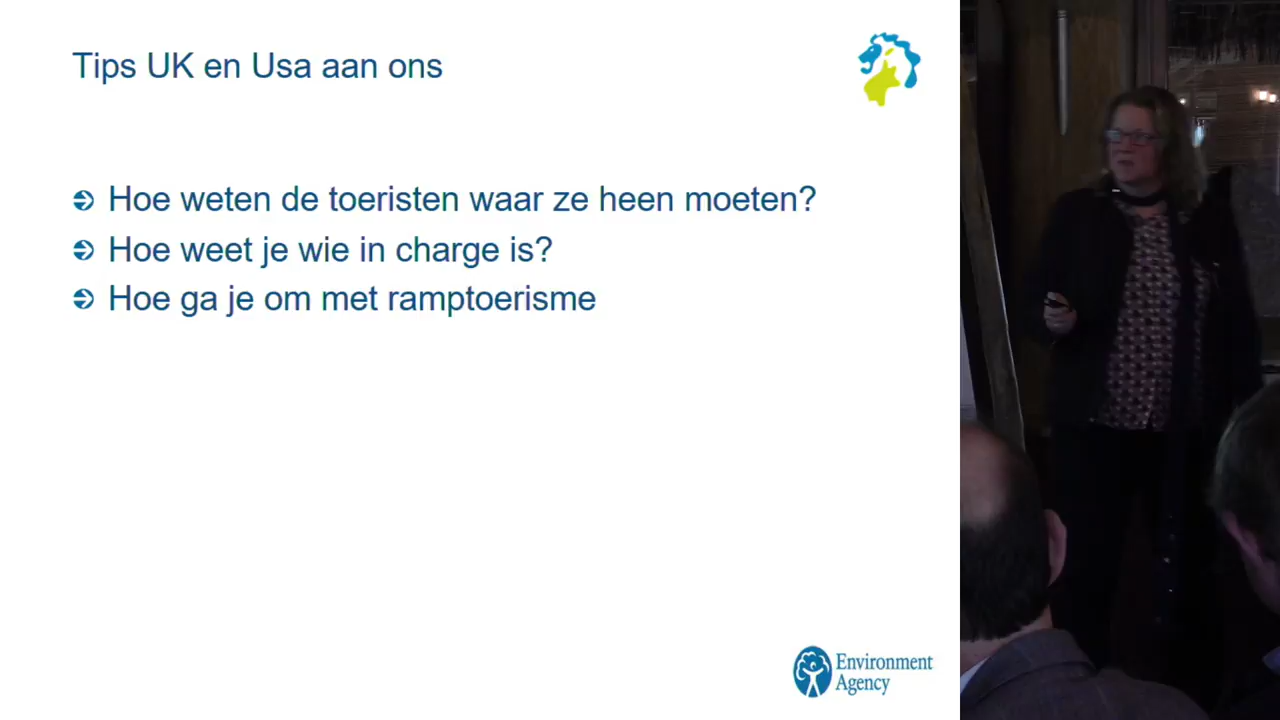 Tips UK en Usa aan ons
Hoe weten de toeristen waar ze heen moeten?
Hoe weet je wie in charge is?
Hoe ga je om met ramptoerisme
Environment
Agency